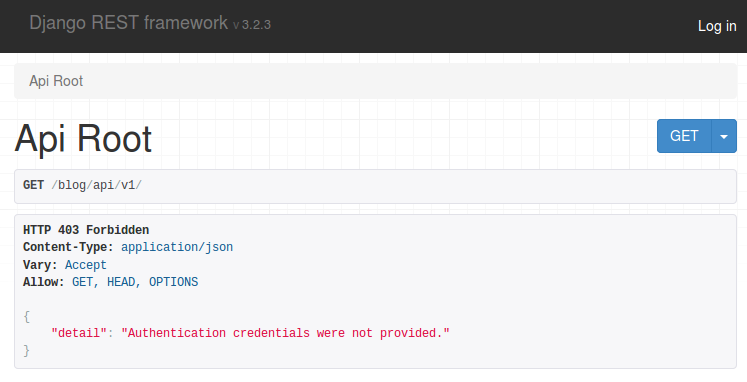 Django REST framework v 3.2.3
Log in
Api Root
Api Root
GET
GET /blog/api/v1/
HTTP 403 Forbidden
Content-Type: application/json
Vary: Accept
Allow: GET, HEAD, OPTIONS
{
    "detail": "Authentication credentials were not provided."
}